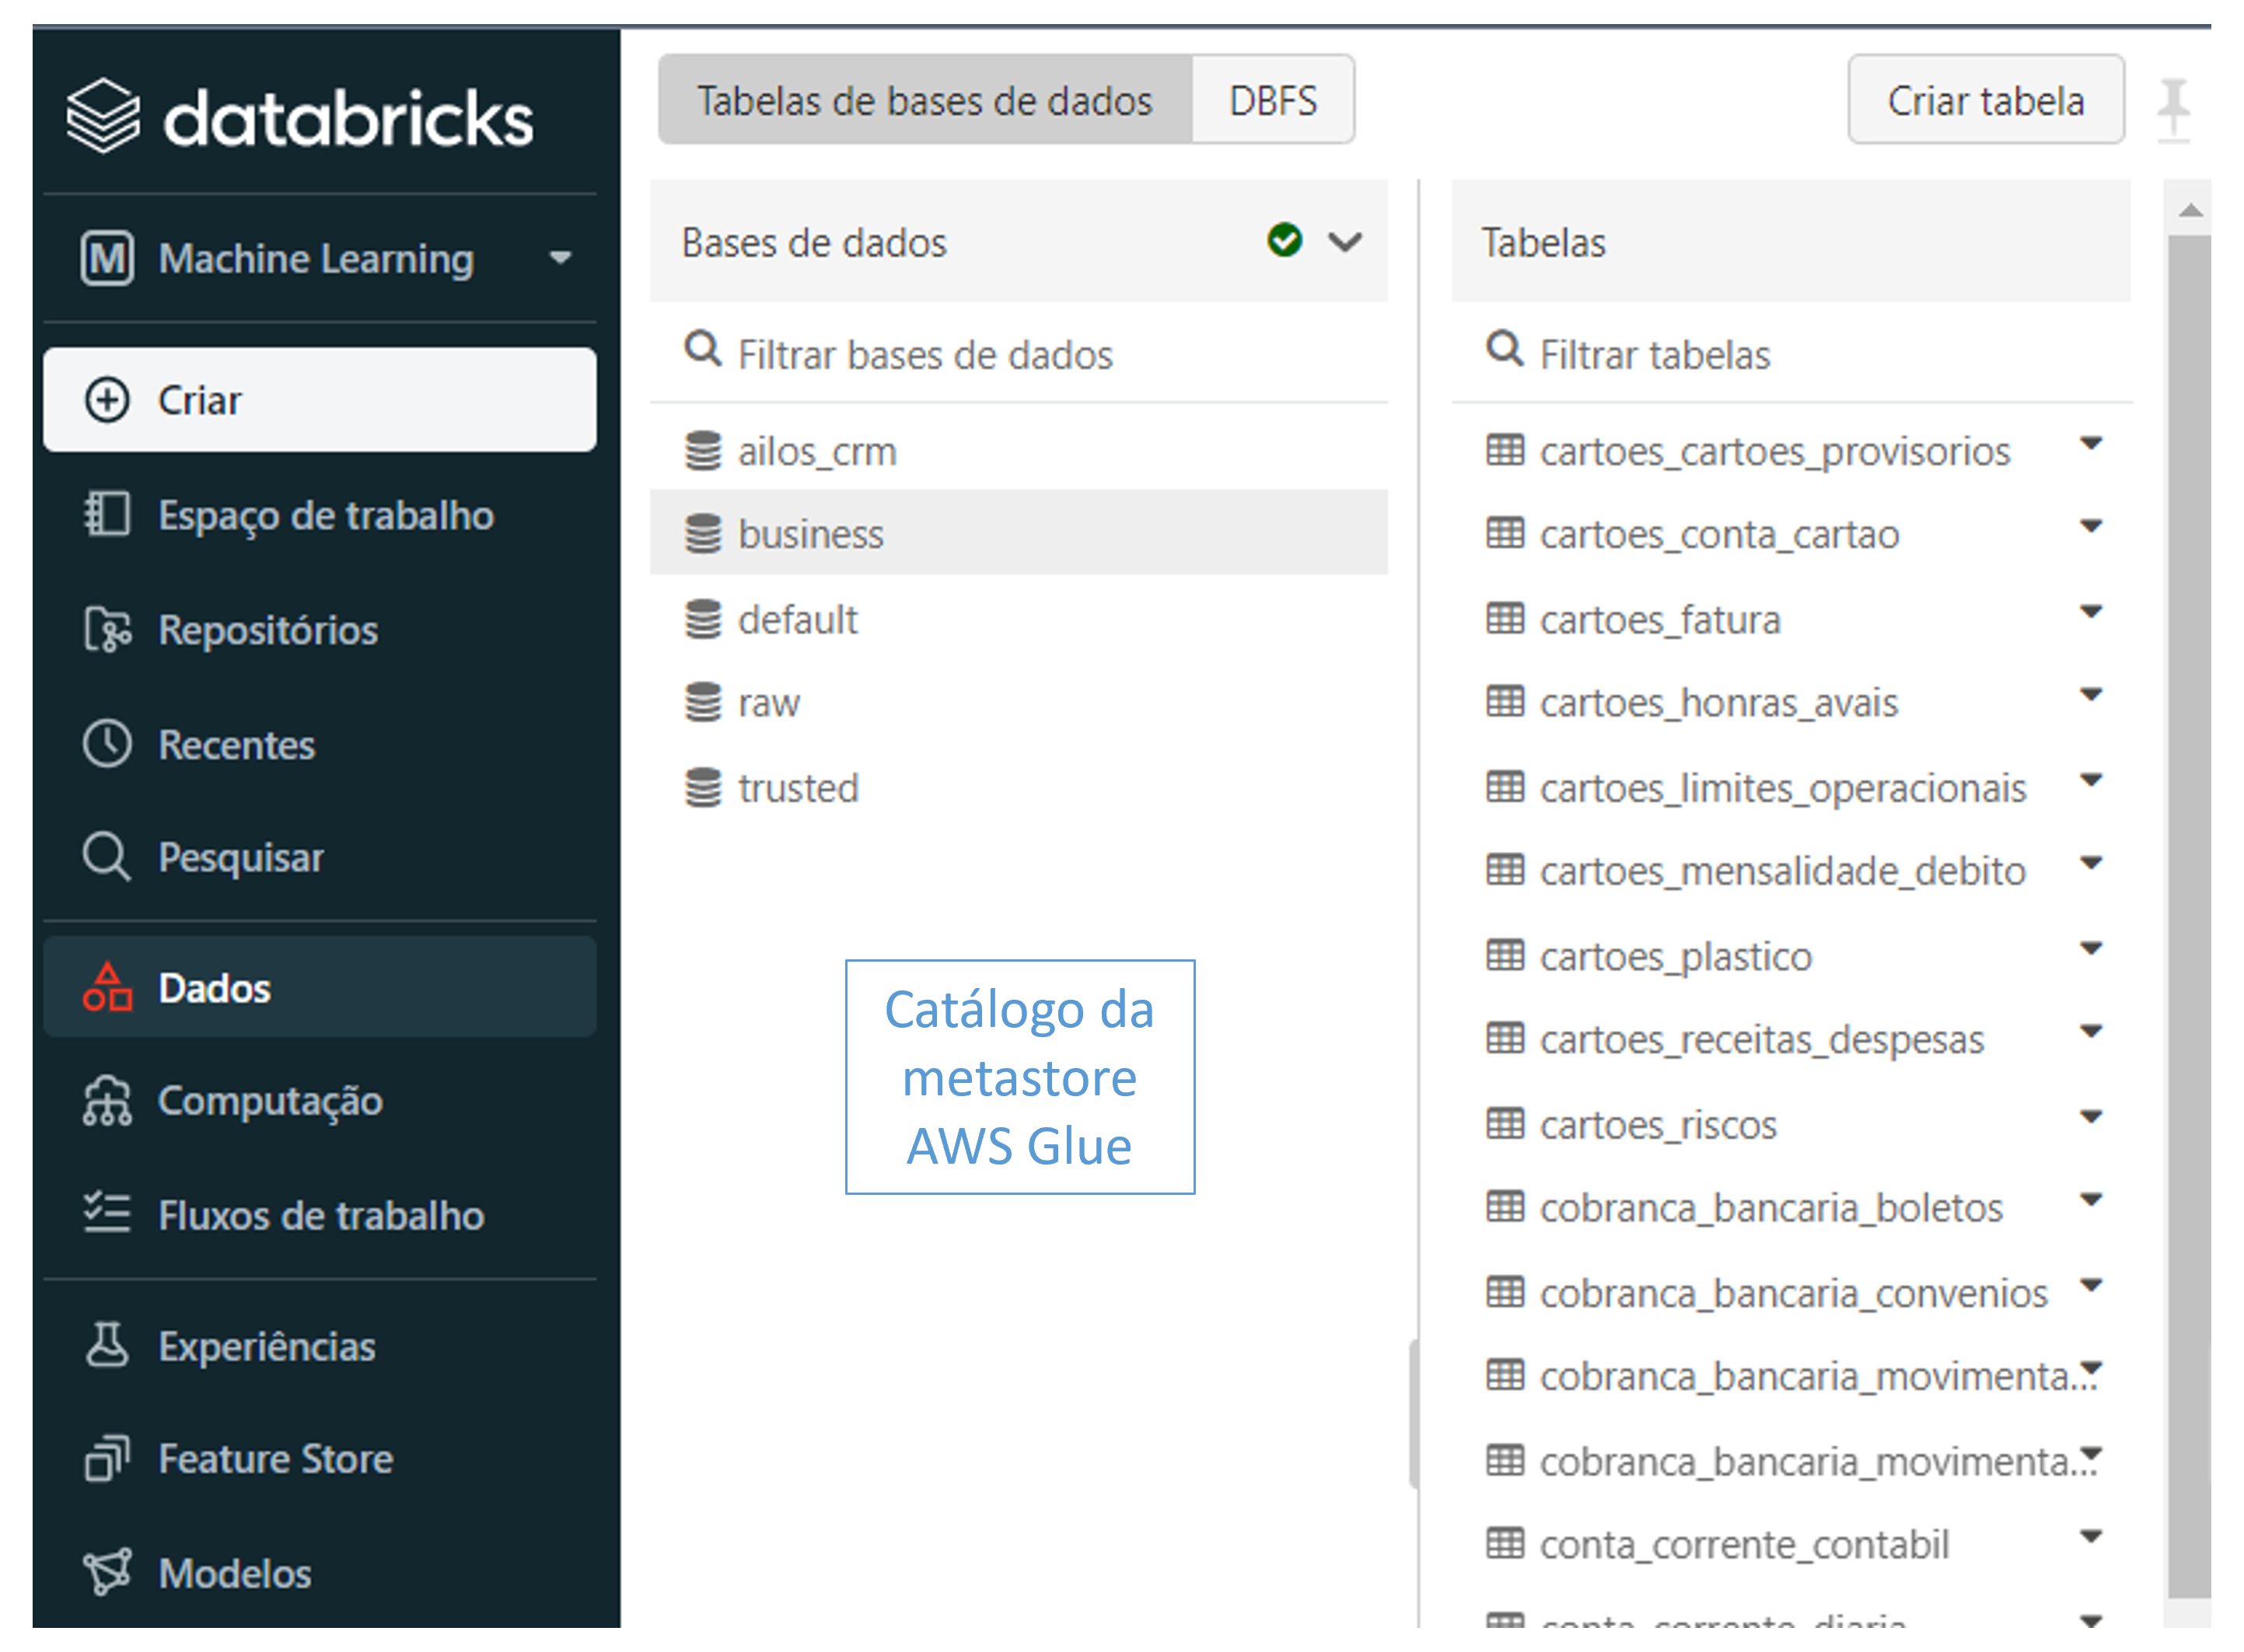 databricks
Machine Learning
Criar
Espaço de trabalho
Repositórios
Recentes
Pesquisar
Dados
Computação
Fluxos de trabalho
Experiências
Feature Store
Modelos
Tabelas de bases de dados
DBFS
Criar tabela
Bases de dados
Filtrar bases de dados
ailos_crm
business
default
raw
trusted
Catálogo da
metastore
AWS Glue
Tabelas
Filtrar tabelas
cartoes_cartoes_provisorios
cartoes_conta_cartao
cartoes_fatura
cartoes_honras_avais
cartoes_limites_operacionais
cartoes_mensalidade_debito
cartoes_plastico
cartoes_receitas_despesas
cartoes_riscos
cobranca_bancaria_boletos
cobranca_bancaria_convenios
cobranca_bancaria_movimenta...
cobranca_bancaria_movimenta...
conta_corrente_contabil
conta_corrente_diaria